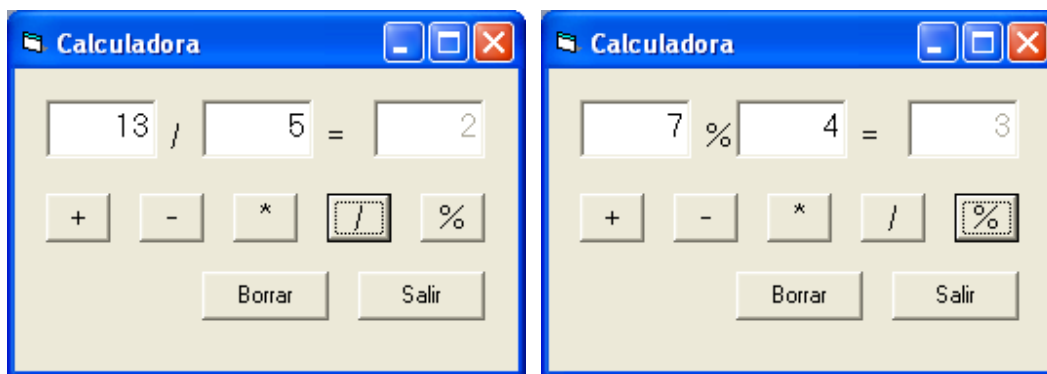 Calculadora
13 / 5 = 2
+ - * / %
Borrar Salir
Calculadora
7 % 4 = 3
+ - * / %
Borrar Salir